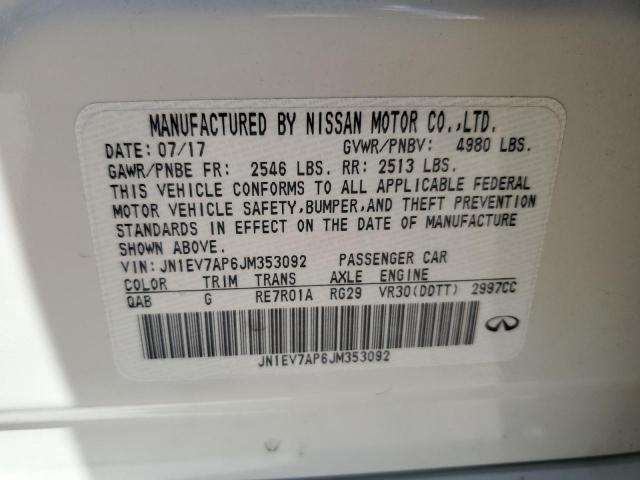 MANUFACTURED BY NISSAN MOTOR CO.,LTD.
DATE: 07/17 GVWR/PNBV: 4980 LBS.
GAWR/PNBE FR: 2546 LBS. RR: 2513 LBS.
THIS VEHICLE CONFORMS TO ALL APPLICABLE FEDERAL
MOTOR VEHICLE SAFETY,BUMPER,AND THEFT PREVENTION
STANDARDS IN EFFECT ON THE DATE OF MANUFACTURE
SHOWN ABOVE.
VIN: JN1EV7AP6JM353092 PASSENGER CAR
COLOR TRIM TRANS AXLE ENGINE
QAB G RE7R01A RG29 VR30(DDTT) 2997CC
JN1EV7AP6JM353092